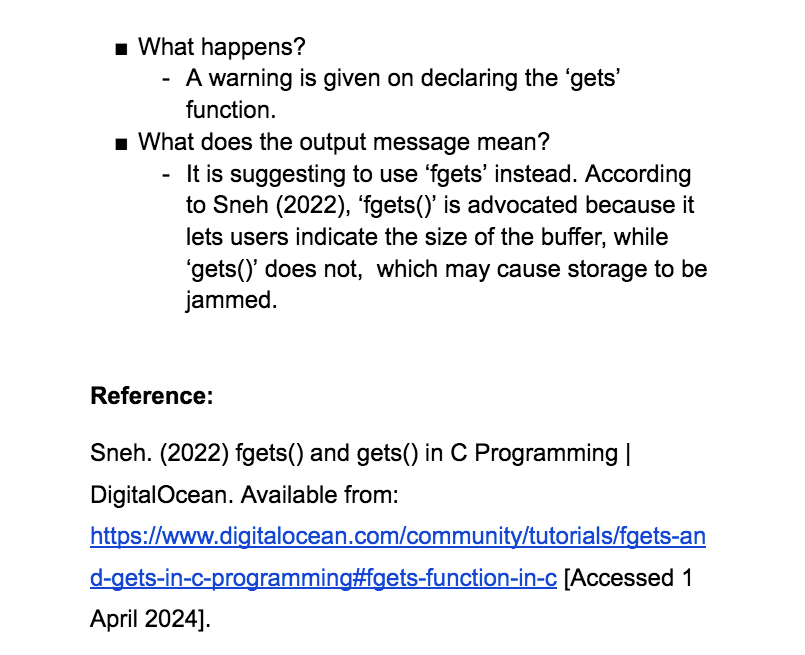 ■ What happens?
- A warning is given on declaring the ‘gets’
function.
■ What does the output message mean?
- It is suggesting to use ‘fgets’ instead. According
to Sneh (2022), ‘fgets()’ is advocated because it
lets users indicate the size of the buffer, while
‘gets()’ does not,  which may cause storage to be
jammed.
Reference:
Sneh. (2022) fgets() and gets() in C Programming |
DigitalOcean. Available from:
https://www.digitalocean.com/community/tutorials/fgets-an
d-gets-in-c-programming#fgets-function-in-c [Accessed 1
April 2024].